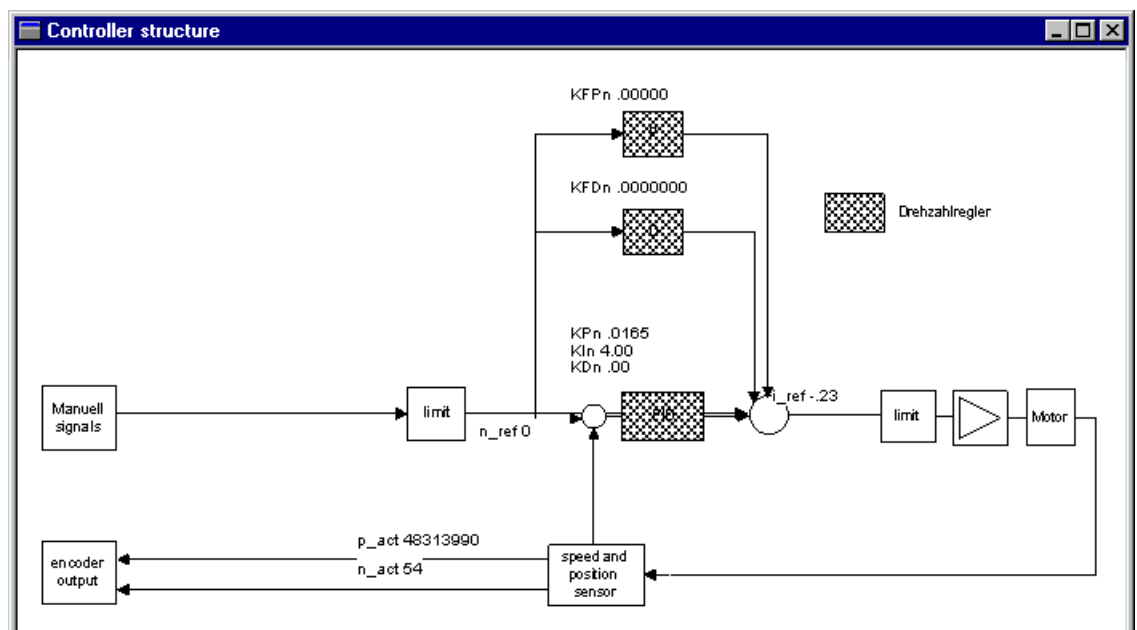 Controller structure
KFPn .00000
P
KFDn .0000000
D
Drehzahlregler
KPn .0165
KIn 4.00
KDn .00
Manuell
signals
limit
n_ref 0
PID
i_ref -.23
limit
Motor
p_act 48313990
n_act 54
encoder
output
speed and
position
sensor